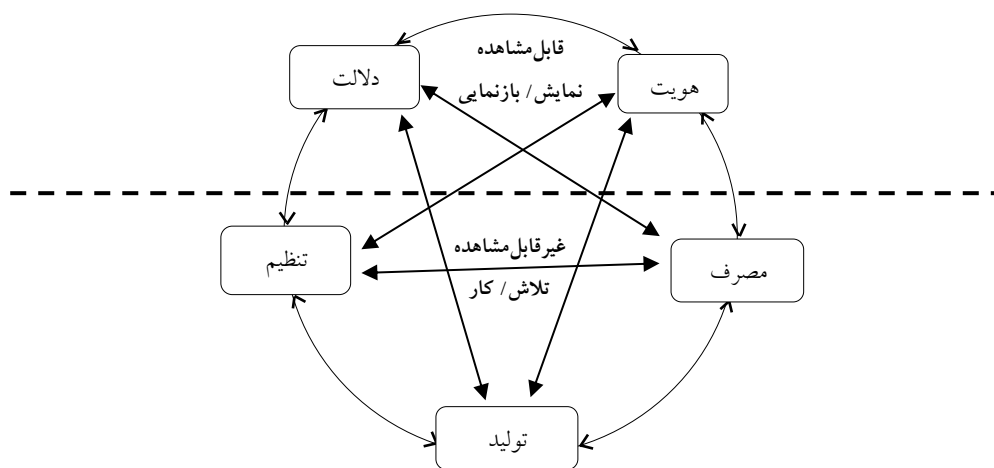 قابل‌مشاهده
دلالت
هویت
نمایش/ بازنمایی
غیرقابل‌مشاهده
تنظیم
مصرف
تلاش/ کار
تولید